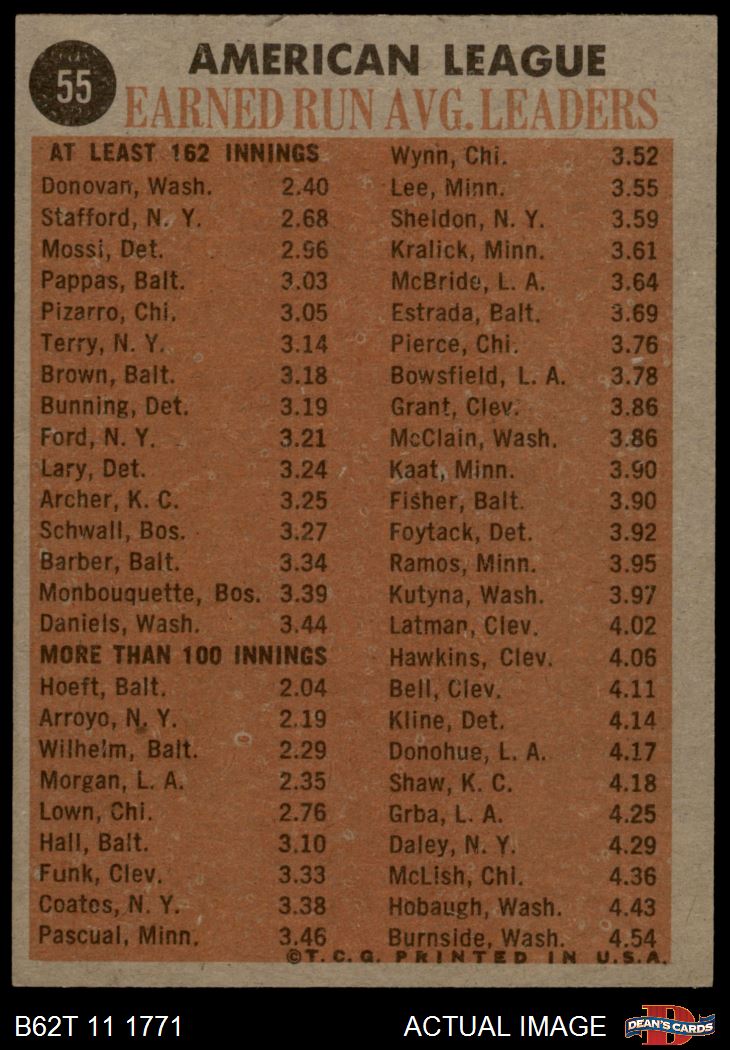 55
AMERICAN LEAGUE
EARNED RUN AVG. LEADERS
AT LEAST 162 INNINGS
Donovan, Wash. 2.40
Stafford, N. Y. 2.68
Mossi, Det. 2.96
Pappas, Balt. 3.03
Pizarro, Chi. 3.05
Terry, N. Y. 3.14
Brown, Balt. 3.18
Bunning, Det. 3.19
Ford, N. Y. 3.21
Lary, Det. 3.24
Archer, K. C. 3.25
Schwall, Bos. 3.27
Barber, Balt. 3.34
Monbouquette, Bos. 3.39
Daniels, Wash. 3.44
MORE THAN 100 INNINGS
Hoeft, Balt. 2.04
Arroyo, N. Y. 2.19
Wilhelm, Balt. 2.29
Morgan, L. A. 2.35
Lown, Chi. 2.76
Hall, Balt. 3.10
Funk, Clev. 3.33
Coates, N. Y. 3.38
Pascual, Minn. 3.46
Wynn, Chi. 3.52
Lee, Minn. 3.55
Sheldon, N. Y. 3.59
Kralick, Minn. 3.61
McBride, L. A. 3.64
Estrada, Balt. 3.69
Pierce, Chi. 3.76
Bowsfield, L. A. 3.78
Grant, Clev. 3.86
McClain, Wash. 3.86
Kaat, Minn. 3.90
Fisher, Balt. 3.90
Foytack, Det. 3.92
Ramos, Minn. 3.95
Kutyna, Wash. 3.97
Latman, Clev. 4.02
Hawkins, Clev. 4.06
Bell, Clev. 4.11
Kline, Det. 4.14
Donohue, L. A. 4.17
Shaw, K. C. 4.18
Grba, L. A. 4.25
Daley, N. Y. 4.29
McLish, Chi. 4.36
Hobaugh, Wash. 4.43
Burnside, Wash. 4.54
©T. C. G. PRINTED IN U.S.A.
B62T 11 1771
ACTUAL IMAGE
D
DEAN'S CARDS